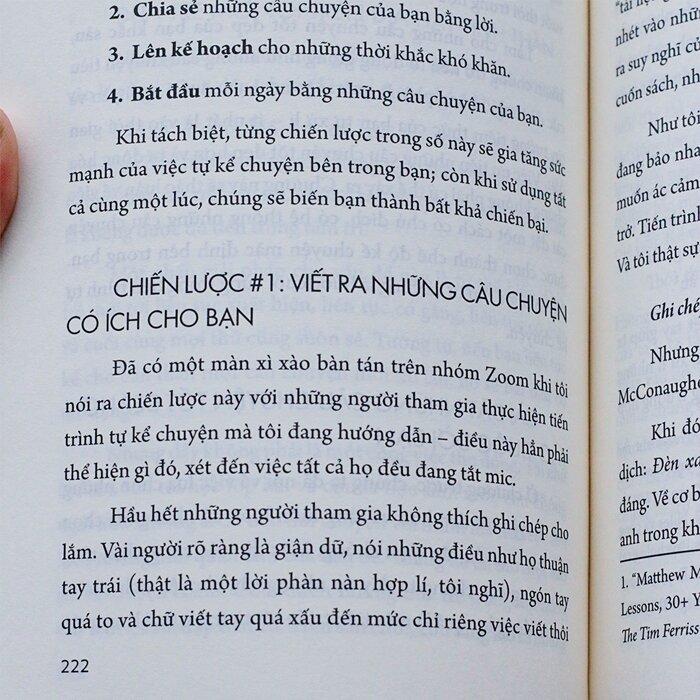 2. Chia sẻ những câu chuyện của bạn bằng lời.
3. Lên kế hoạch cho những thời khắc khó khăn.
4. Bắt đầu mỗi ngày bằng những câu chuyện của bạn.
Khi tách biệt, từng chiến lược trong số này sẽ gia tăng sức
mạnh của việc tự kể chuyện bên trong bạn; còn khi sử dụng tất
cả cùng một lúc, chúng sẽ biến bạn thành bất khả chiến bại.
CHIẾN LƯỢC #1: VIẾT RA NHỮNG CÂU CHUYỆN
CÓ ÍCH CHO BẠN
Đã có một màn xì xào bàn tán trên nhóm Zoom khi tôi
nói ra chiến lược này với những người tham gia thực hiện tiến
trình tự kể chuyện mà tôi đang hướng dẫn – điều này hẳn phải
thể hiện gì đó, xét đến việc tất cả họ đều đang tắt mic.
Hầu hết những người tham gia không thích ghi chép cho
lắm. Vài người rõ ràng là giận dữ, nói những điều như họ thuận
tay trái (thật là một lời phàn nàn hợp lí, tôi nghĩ), ngón tay
quá to và chữ viết tay quá xấu đến mức chỉ riêng việc viết thôi
222
nhét vào những
ra suy nghĩ củ
cuốn sách, nh
Như tôi
đang bảo nha
muốn ác cảm
trở. Tiến trình
Và tôi thật sự
Ghi ché
Nhưng
McConaughe
Khi đó
dịch: Đèn xa
đáng. Về cơ b
anh trong kh
1. "Matthew M
Lessons, 30+ Y
The Tim Ferriss